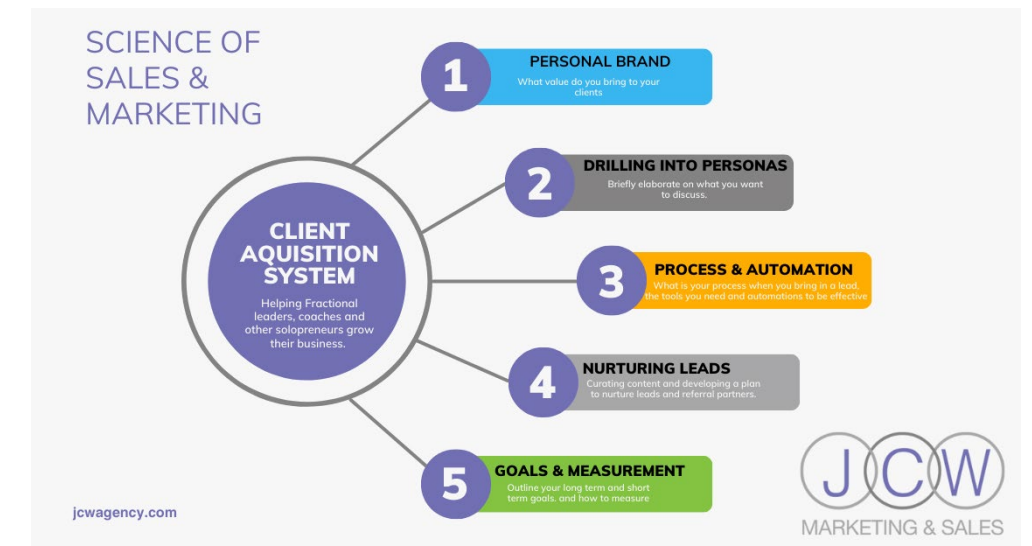 SCIENCE OF
SALES &
MARKETING
CLIENT
AQUISITION
SYSTEM
Helping Fractional
leaders, coaches and
other solopreneurs grow
their business.
1
PERSONAL BRAND
What value do you bring to your
clients
2
DRILLING INTO PERSONAS
Briefly elaborate on what you want
to discuss.
3
PROCESS & AUTOMATION
What is your process when you bring in a lead,
the tools you need and automations to be effective
4
NURTURING LEADS
Curating content and developing a plan
to nurture leads and referral partners.
5
GOALS & MEASUREMENT
Outline your long term and short
term goals. and how to measure
jcwagency.com
JCW
MARKETING & SALES